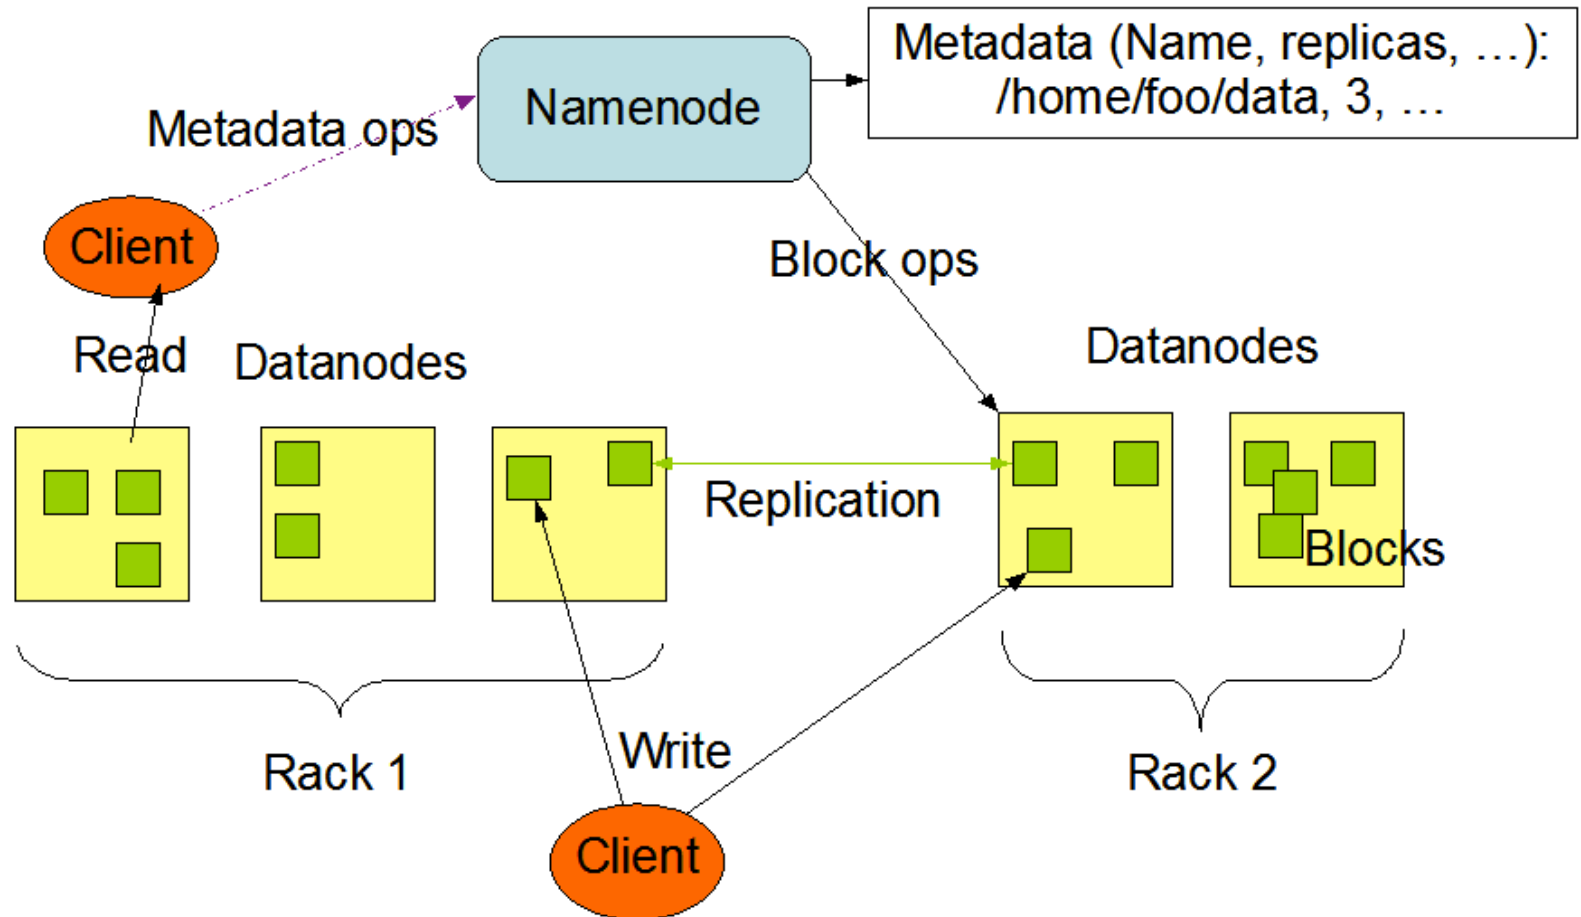 Metadata (Name, replicas, …):
/home/foo/data, 3, …
Namenode
Metadata ops
Client
Block ops
Read
Datanodes
Datanodes
Replication
Blocks
Rack 1
Write
Rack 2
Client